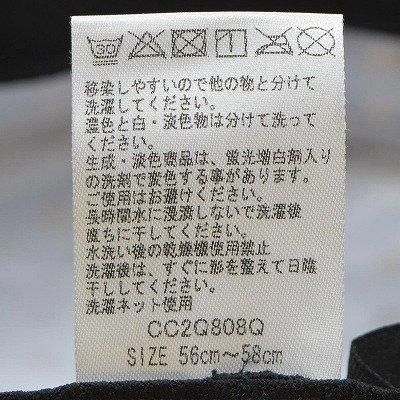 30
移染しやすいので他の物と分けて
洗濯してください。
濃色と白・淡色物は分けて洗って
ください。
生成・淡色商品は、蛍光増白剤入り
の洗剤で変色する事があります。
ご使用はお避けください。
長時間水に浸漬しないで洗濯後
直ちに干してください。
水洗い後の乾燥機使用禁止
洗濯後は、すぐに形を整えて日陰
干してください。
洗濯ネット使用
CC2Q808Q
SIZE 56cm～58cm